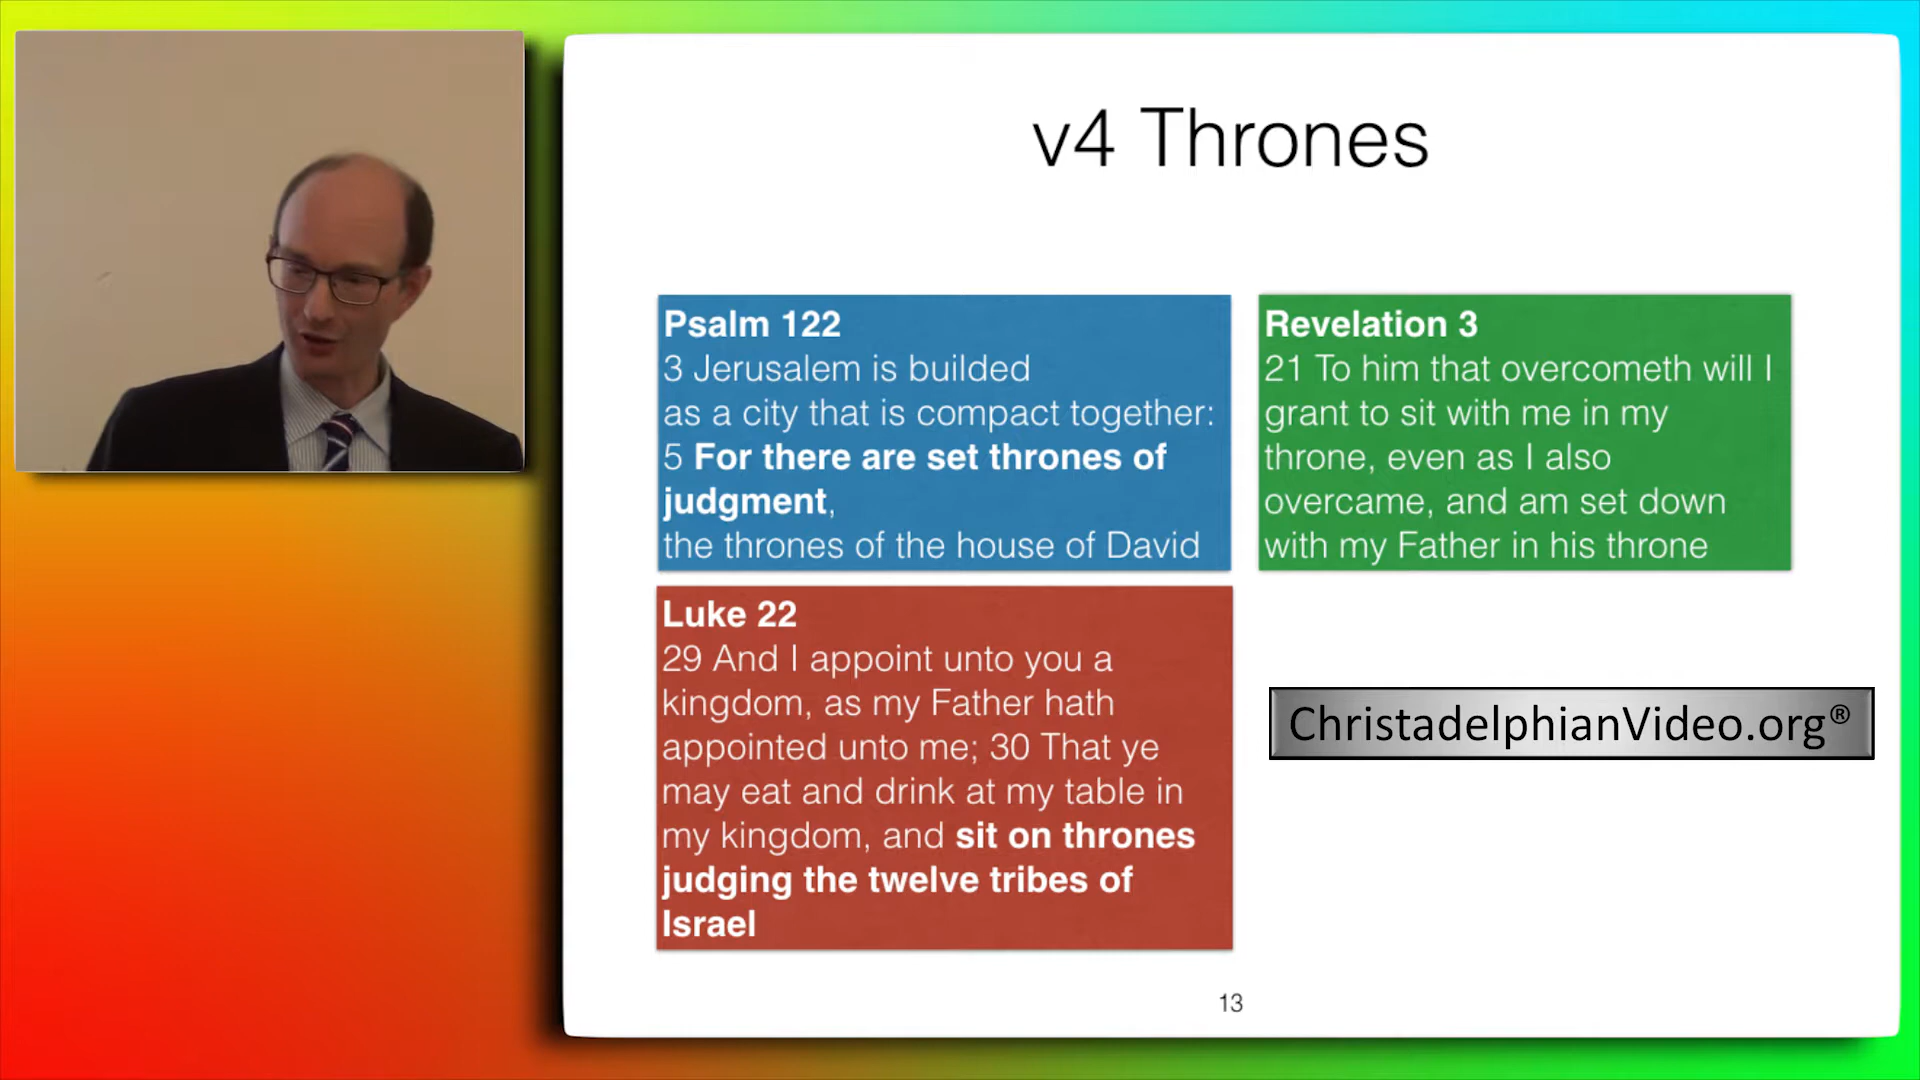 v4 Thrones
Psalm 122
3 Jerusalem is builded
as a city that is compact together:
5 For there are set thrones of
judgment,
the thrones of the house of David
Revelation 3
21 To him that overcometh will I
grant to sit with me in my
throne, even as I also
overcame, and am set down
with my Father in his throne
Luke 22
29 And I appoint unto you a
kingdom, as my Father hath
appointed unto me; 30 That ye
may eat and drink at my table in
my kingdom, and sit on thrones
judging the twelve tribes of
Israel
ChristadelphianVideo.org®
13